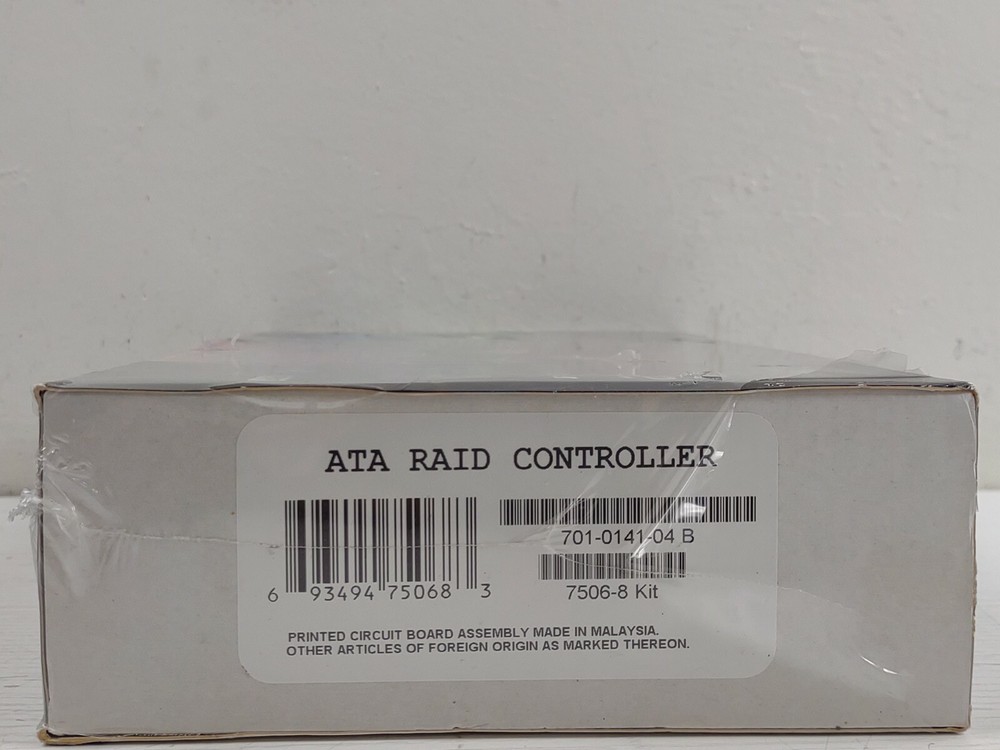 ATA RAID CONTROLLER
6 93494 75068 3
701-0141-04 B
7506-8 Kit
PRINTED CIRCUIT BOARD ASSEMBLY MADE IN MALAYSIA.
OTHER ARTICLES OF FOREIGN ORIGIN AS MARKED THEREON.